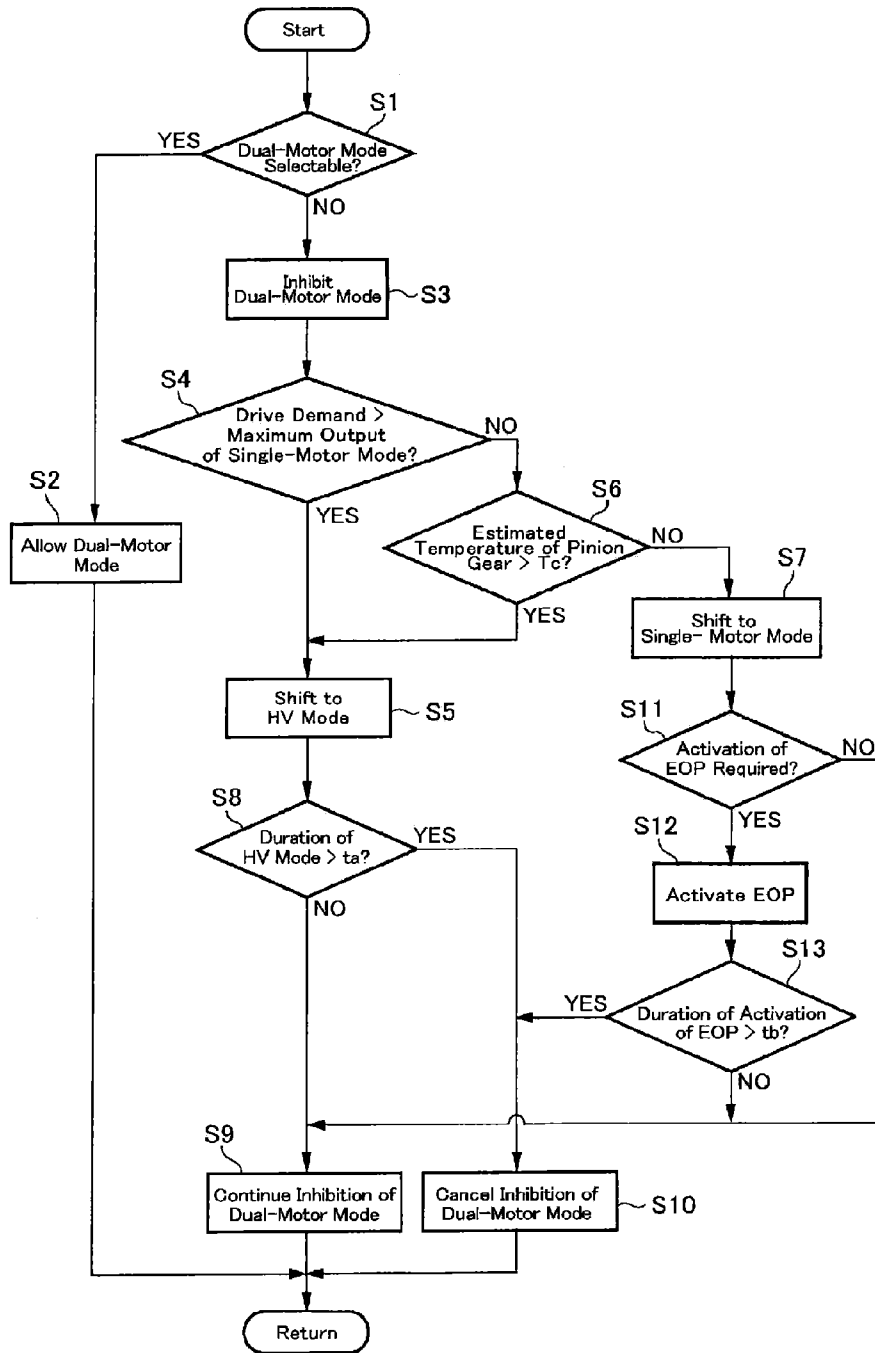 Start
S1
YES
Dual-Motor Mode
Selectable?
NO
Inhibit
Dual-Motor Mode
S3
S4
Drive Demand >
Maximum Output
of Single-Motor Mode?
NO
YES
S2
Allow Dual-Motor
Mode
S6
Estimated
Temperature of Pinion
Gear > Tc?
NO
YES
S7
Shift to
Single- Motor Mode
Shift to
HV Mode
S5
S11
Activation of
EOP Required?
NO
YES
S8
Duration of
HV Mode > ta?
YES
NO
S12
Activate EOP
S13
YES
Duration of Activation
of EOP > tb?
NO
S9
Continue Inhibition of
Dual-Motor Mode
Cancel Inhibition of
Dual-Motor Mode
S10
Return